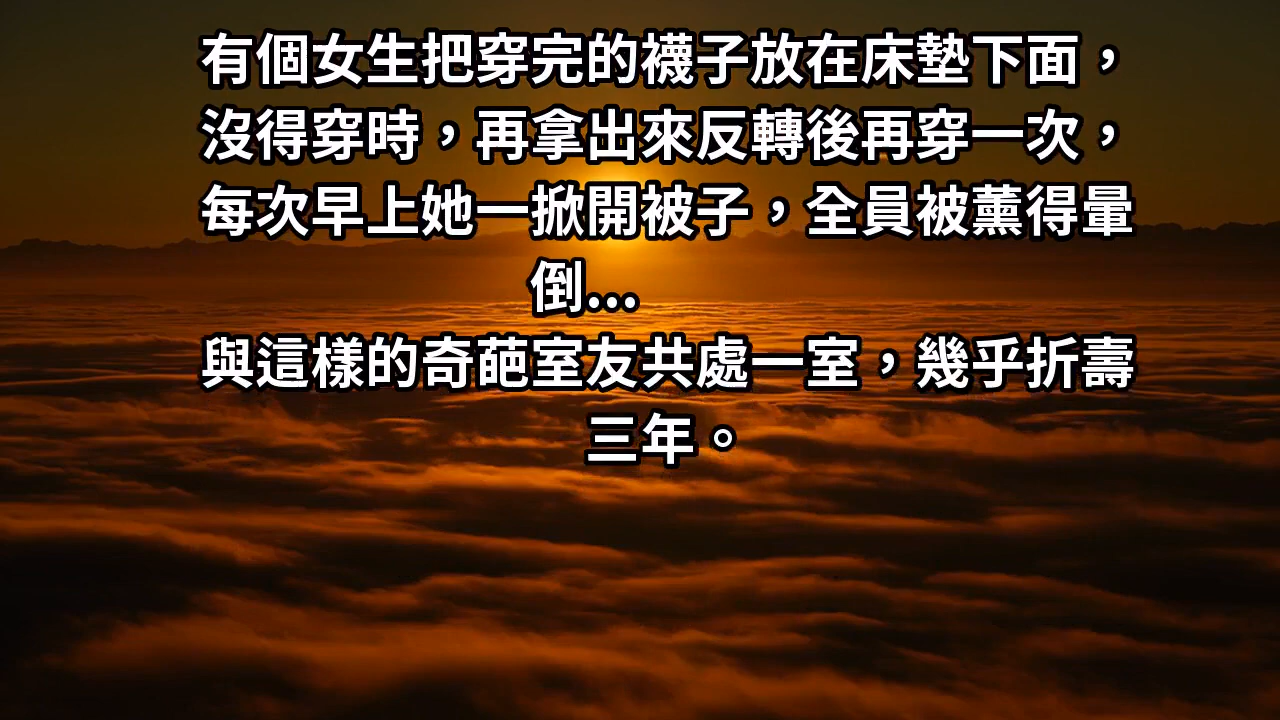 有個女生把穿完的襪子放在床墊下面，
沒得穿時，再拿出來反轉後再穿一次，
每次早上她一掀開被子，全員被薰得暈
倒...
與這樣的奇葩室友共處一室，幾乎折壽
三年。